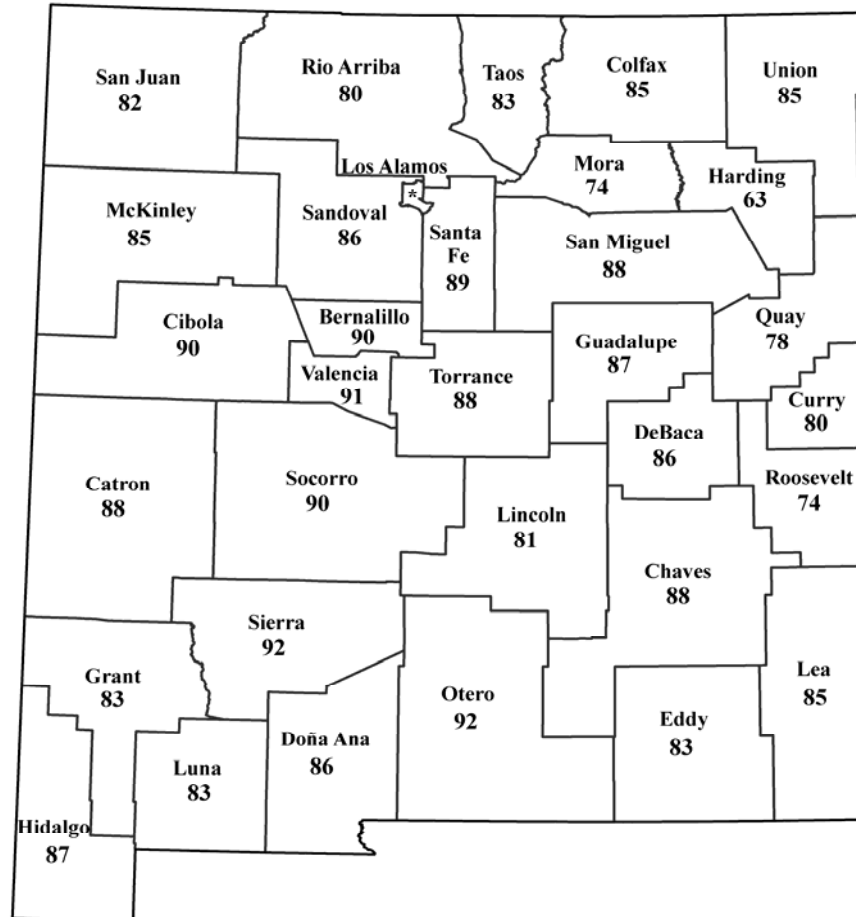 San Juan
82
Rio Arriba
80
Taos
83
Colfax
85
Union
85
Los Alamos
*
Mora
74
Harding
63
McKinley
85
Sandoval
86
Santa
Fe
89
San Miguel
88
Cibola
90
Bernalillo
90
Valencia
91
Torrance
88
Guadalupe
87
Quay
78
Curry
80
DeBaca
86
Roosevelt
74
Catron
88
Socorro
90
Lincoln
81
Chaves
88
Sierra
92
Grant
83
Otero
92
Lea
85
Doña Ana
86
Eddy
83
Luna
83
Hidalgo
87